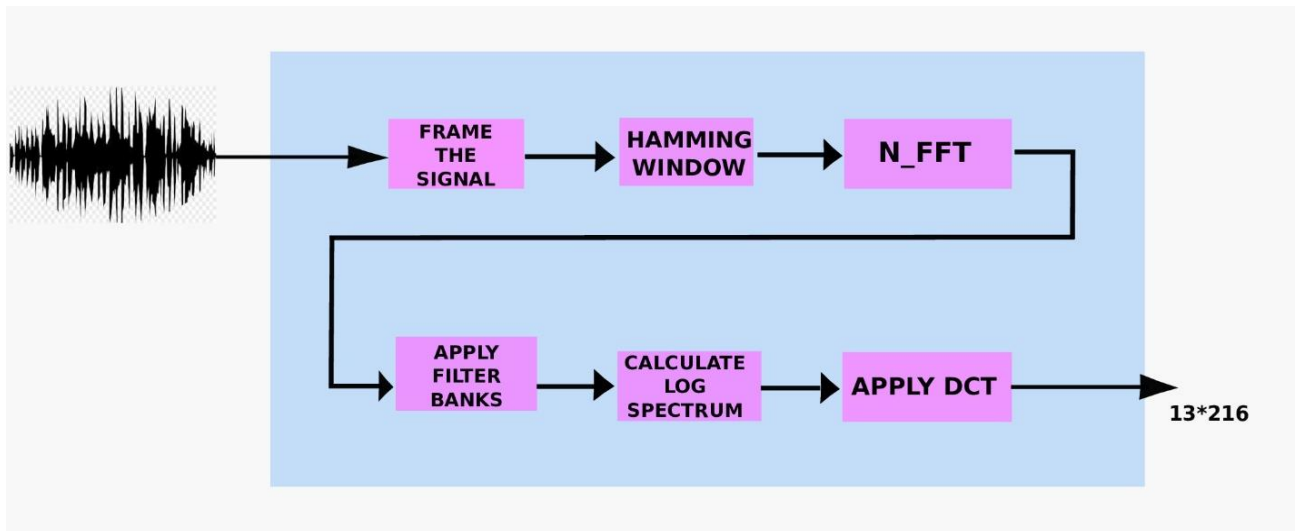 FRAME
THE
SIGNAL
HAMMING
WINDOW
N_FFT
APPLY
FILTER
BANKS
CALCULATE
LOG
SPECTRUM
APPLY DCT
13*216